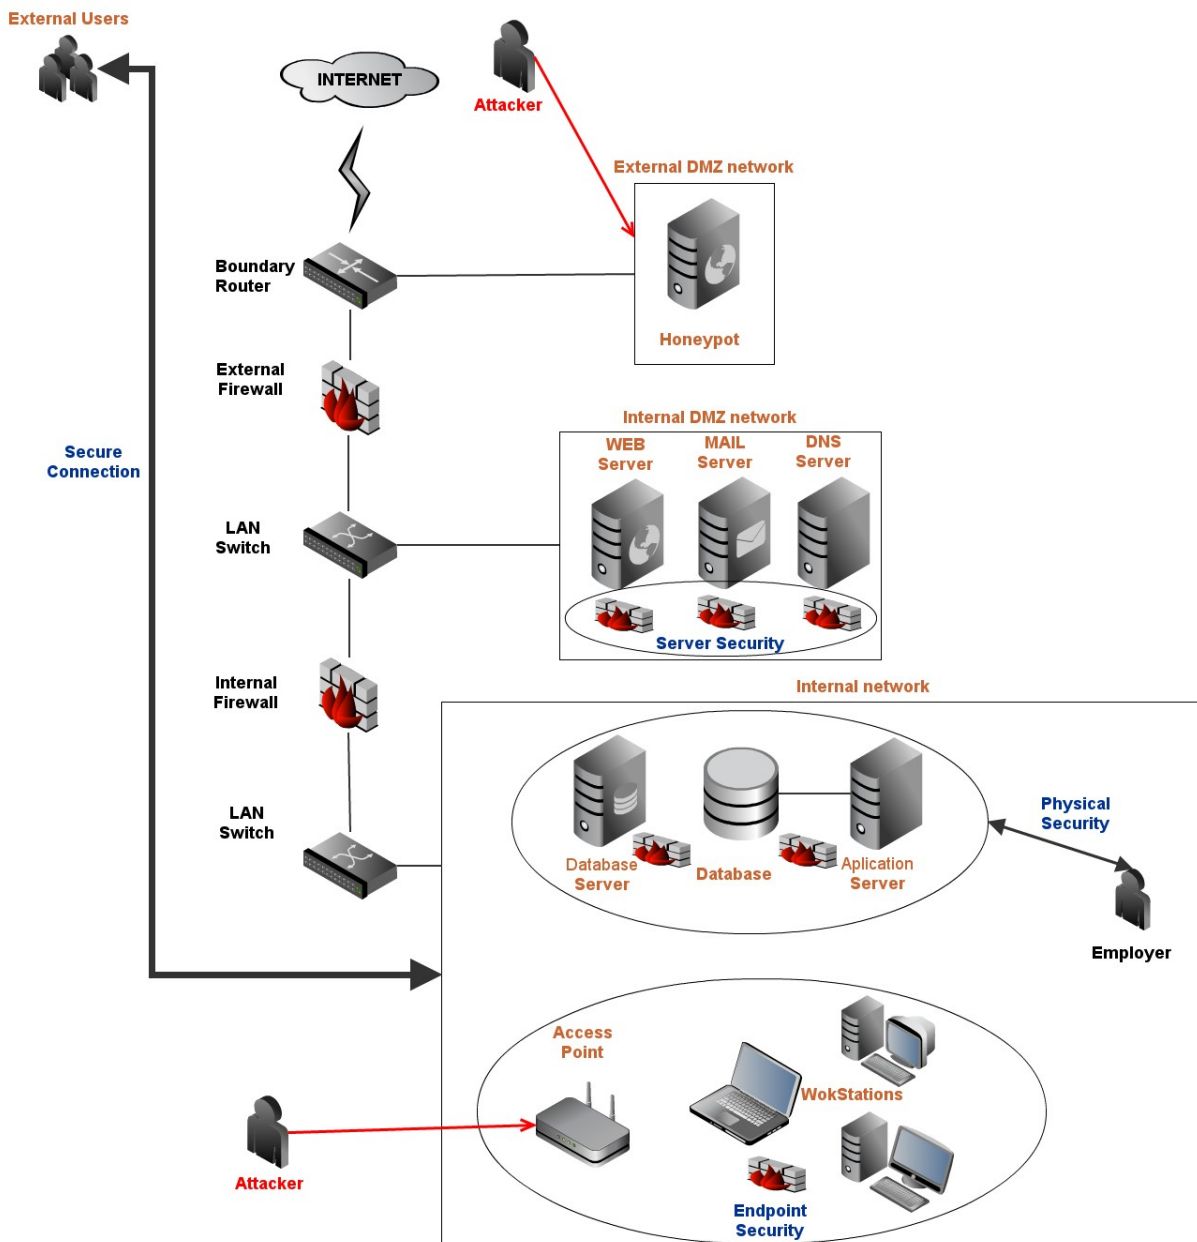 External Users
INTERNET
Attacker
External DMZ network
Boundary
Router
Honeypot
External
Firewall
Internal DMZ network
WEB
Server
MAIL
Server
DNS
Server
Secure
Connection
LAN
Switch
Server Security
Internal
Firewall
Internal network
LAN
Switch
Physical
Security
Database
Server
Database
Aplication
Server
Employer
Access
Point
WokStations
Attacker
Endpoint
Security